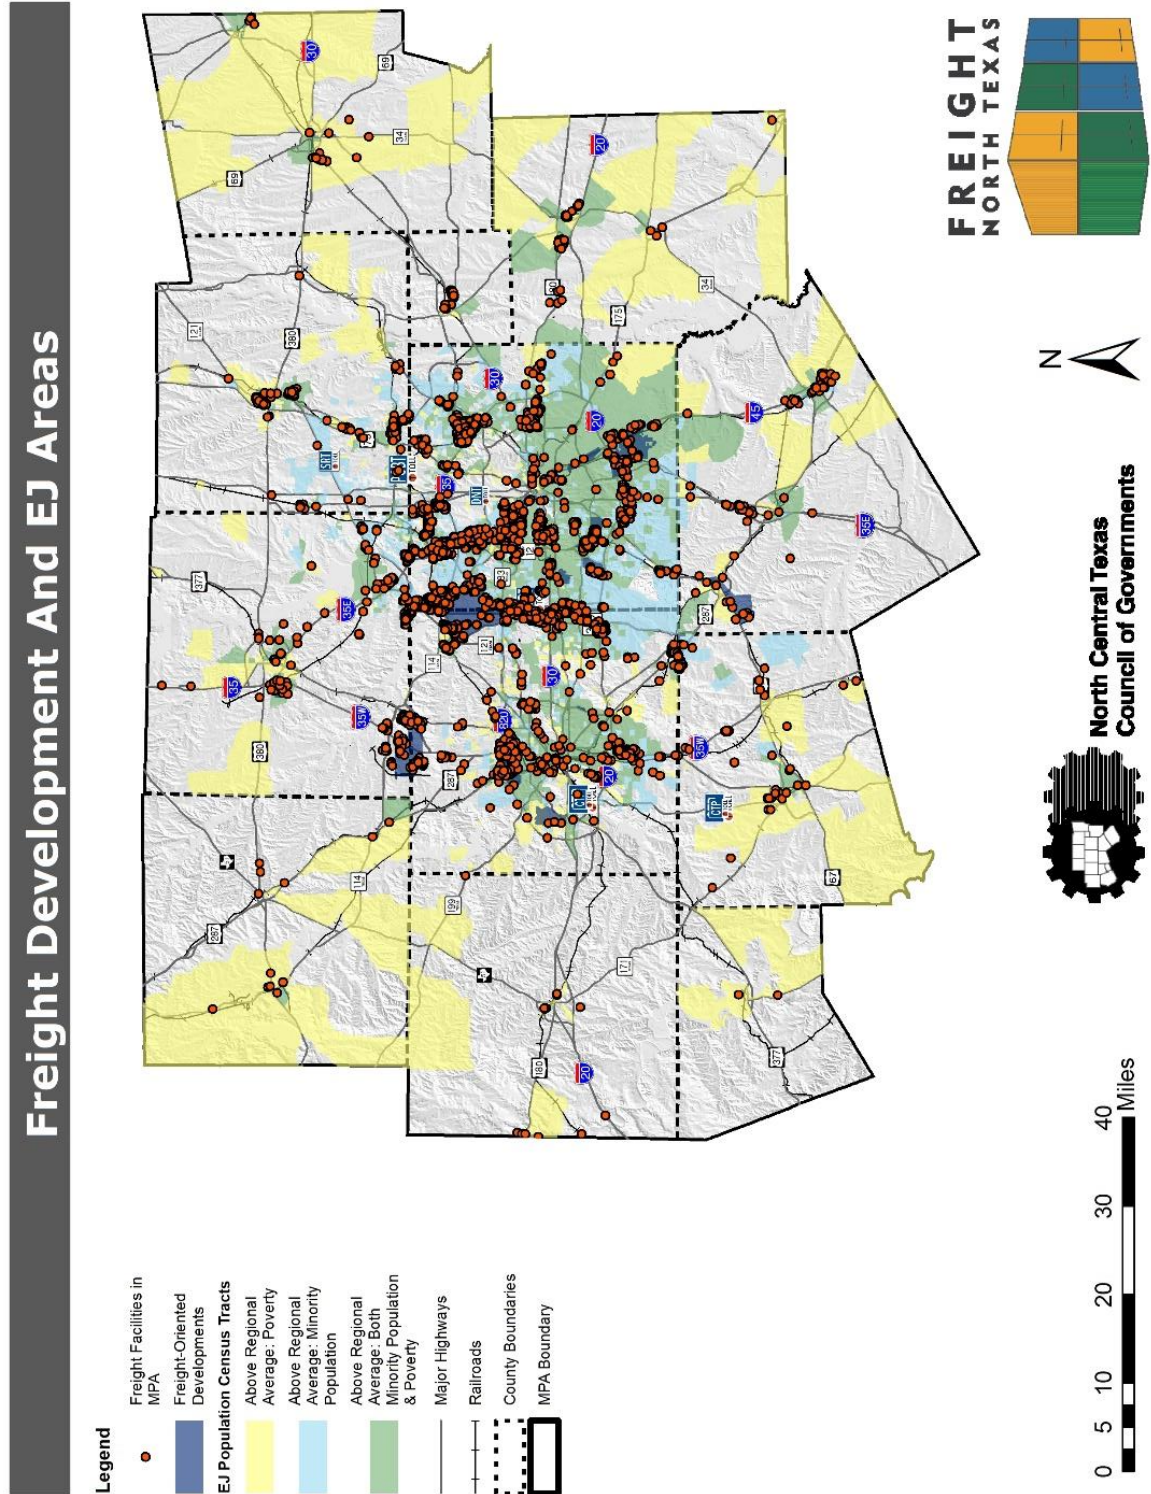 Freight Development And EJ Areas
Legend
Freight Facilities in
MPA
Freight-Oriented
Developments
EJ Population Census Tracts
Above Regional
Average: Poverty
Above Regional
Average: Minority
Population
Above Regional
Average: Both
Minority Population
& Poverty
Major Highways
Railroads
County Boundaries
MPA Boundary
377
121
69
30
69
34
380
35
380
35E
35W
287
114
287
114
199
121
820
30
183
35
SRT
DNT
TOLL
30
20
80
175
34
20
45
35E
287
35W
20
CTP
67
171
180
20
377
0
5
10
20
30
40
Miles
North Central Texas
Council of Governments
N
FREIGHT
NORTH TEXAS